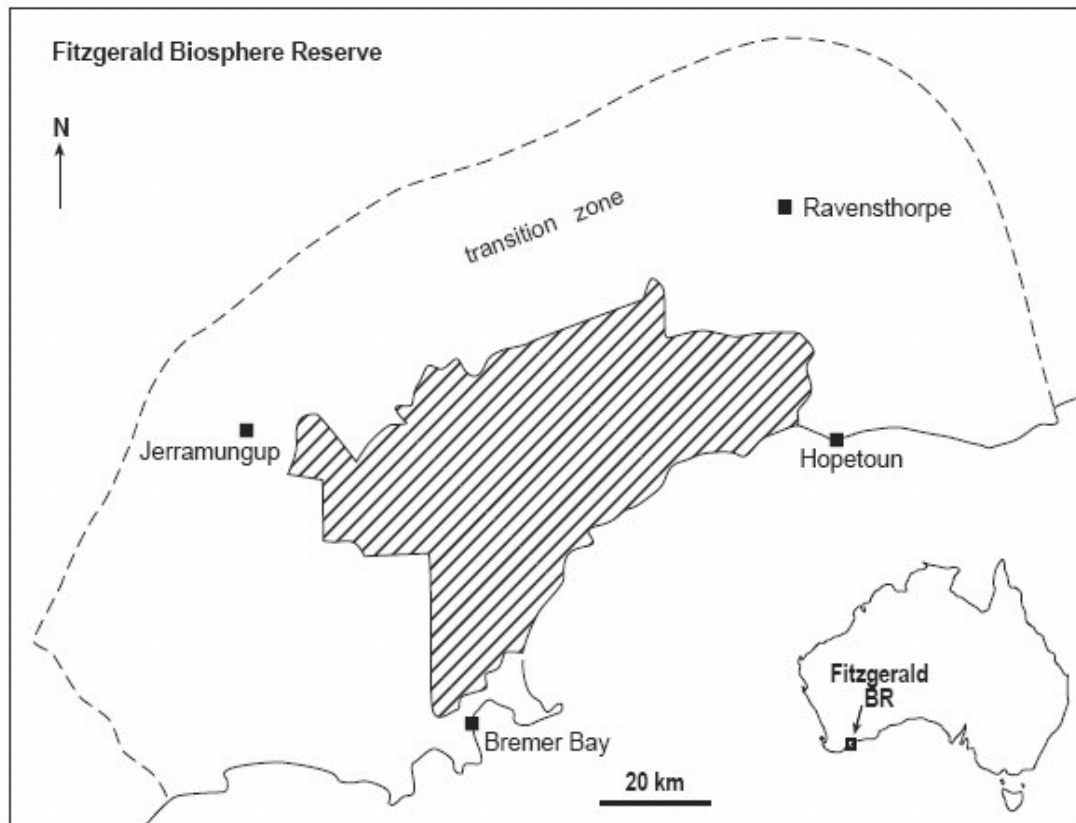 Fitzgerald Biosphere Reserve
N
Ravensthorpe
transition zone
Jerramungup
Hopetoun
Fitzgerald
BR
Bremer Bay
20 km